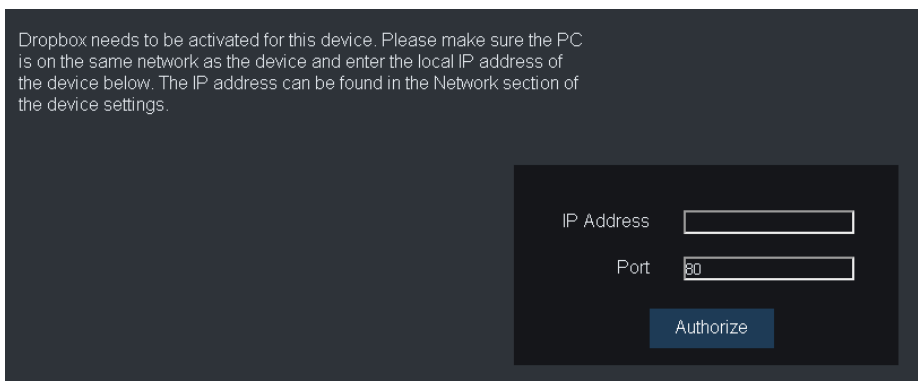 Dropbox needs to be activated for this device. Please make sure the PC
is on the same network as the device and enter the local IP address of
the device below. The IP address can be found in the Network section of
the device settings.
IP Address
Port 80
Authorize